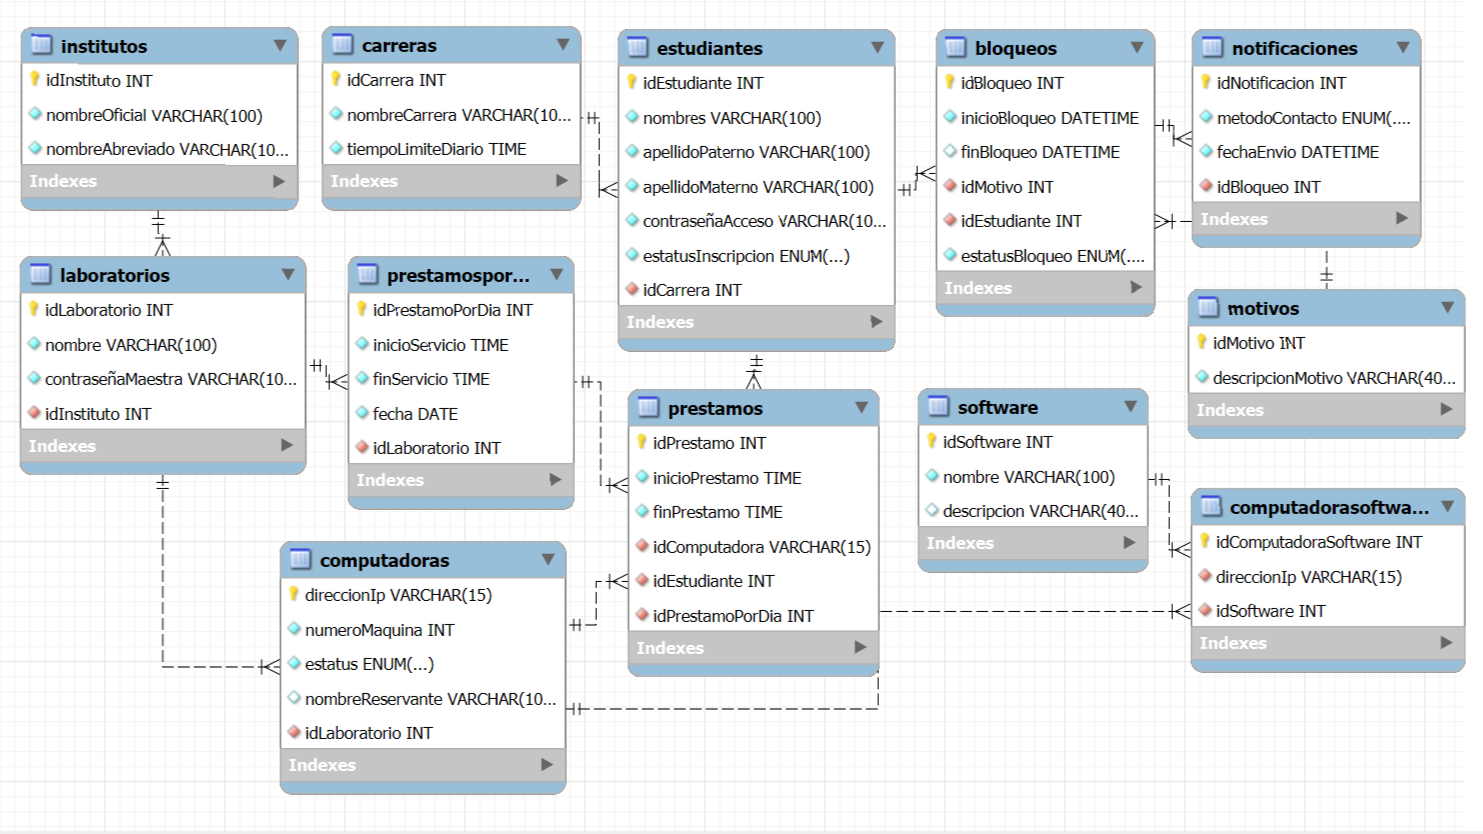 institutos
idInstituto INT
nombreOficial VARCHAR(100)
nombreAbreviado VARCHAR(10...
Indexes
carreras
idCarrera INT
nombreCarrera VARCHAR(10...
tiempoLimiteDiario TIME
Indexes
estudiantes
idEstudiante INT
nombres VARCHAR(100)
apellidoPaterno VARCHAR(100)
apellidoMaterno VARCHAR(100)
contraseñaAcceso VARCHAR(10...
estatusInscripcion ENUM(...)
idCarrera INT
Indexes
bloqueos
idBloqueo INT
inicioBloqueo DATETIME
finBloqueo DATETIME
idMotivo INT
idEstudiante INT
estatusBloqueo ENUM(....
Indexes
notificaciones
idNotificacion INT
metodoContacto ENUM(....
fechaEnvio DATETIME
idBloqueo INT
Indexes
laboratorios
idLaboratorio INT
nombre VARCHAR(100)
contraseñaMaestra VARCHAR(10...
idInstituto INT
Indexes
prestamospor...
idPrestamoPorDia INT
inicioServicio TIME
finServicio TIME
fecha DATE
idLaboratorio INT
Indexes
motivos
idMotivo INT
descripcionMotivo VARCHAR(40...
Indexes
prestamos
idPrestamo INT
inicioPrestamo TIME
finPrestamo TIME
idComputadora VARCHAR(15)
idEstudiante INT
idPrestamoPorDia INT
Indexes
software
idSoftware INT
nombre VARCHAR(100)
descripcion VARCHAR(40...
Indexes
computadorasoftwa...
idComputadoraSoftware INT
direccionIp VARCHAR(15)
idSoftware INT
Indexes
computadoras
direccionIp VARCHAR(15)
numeroMaquina INT
estatus ENUM(...)
nombreReservante VARCHAR(10...
idLaboratorio INT
Indexes